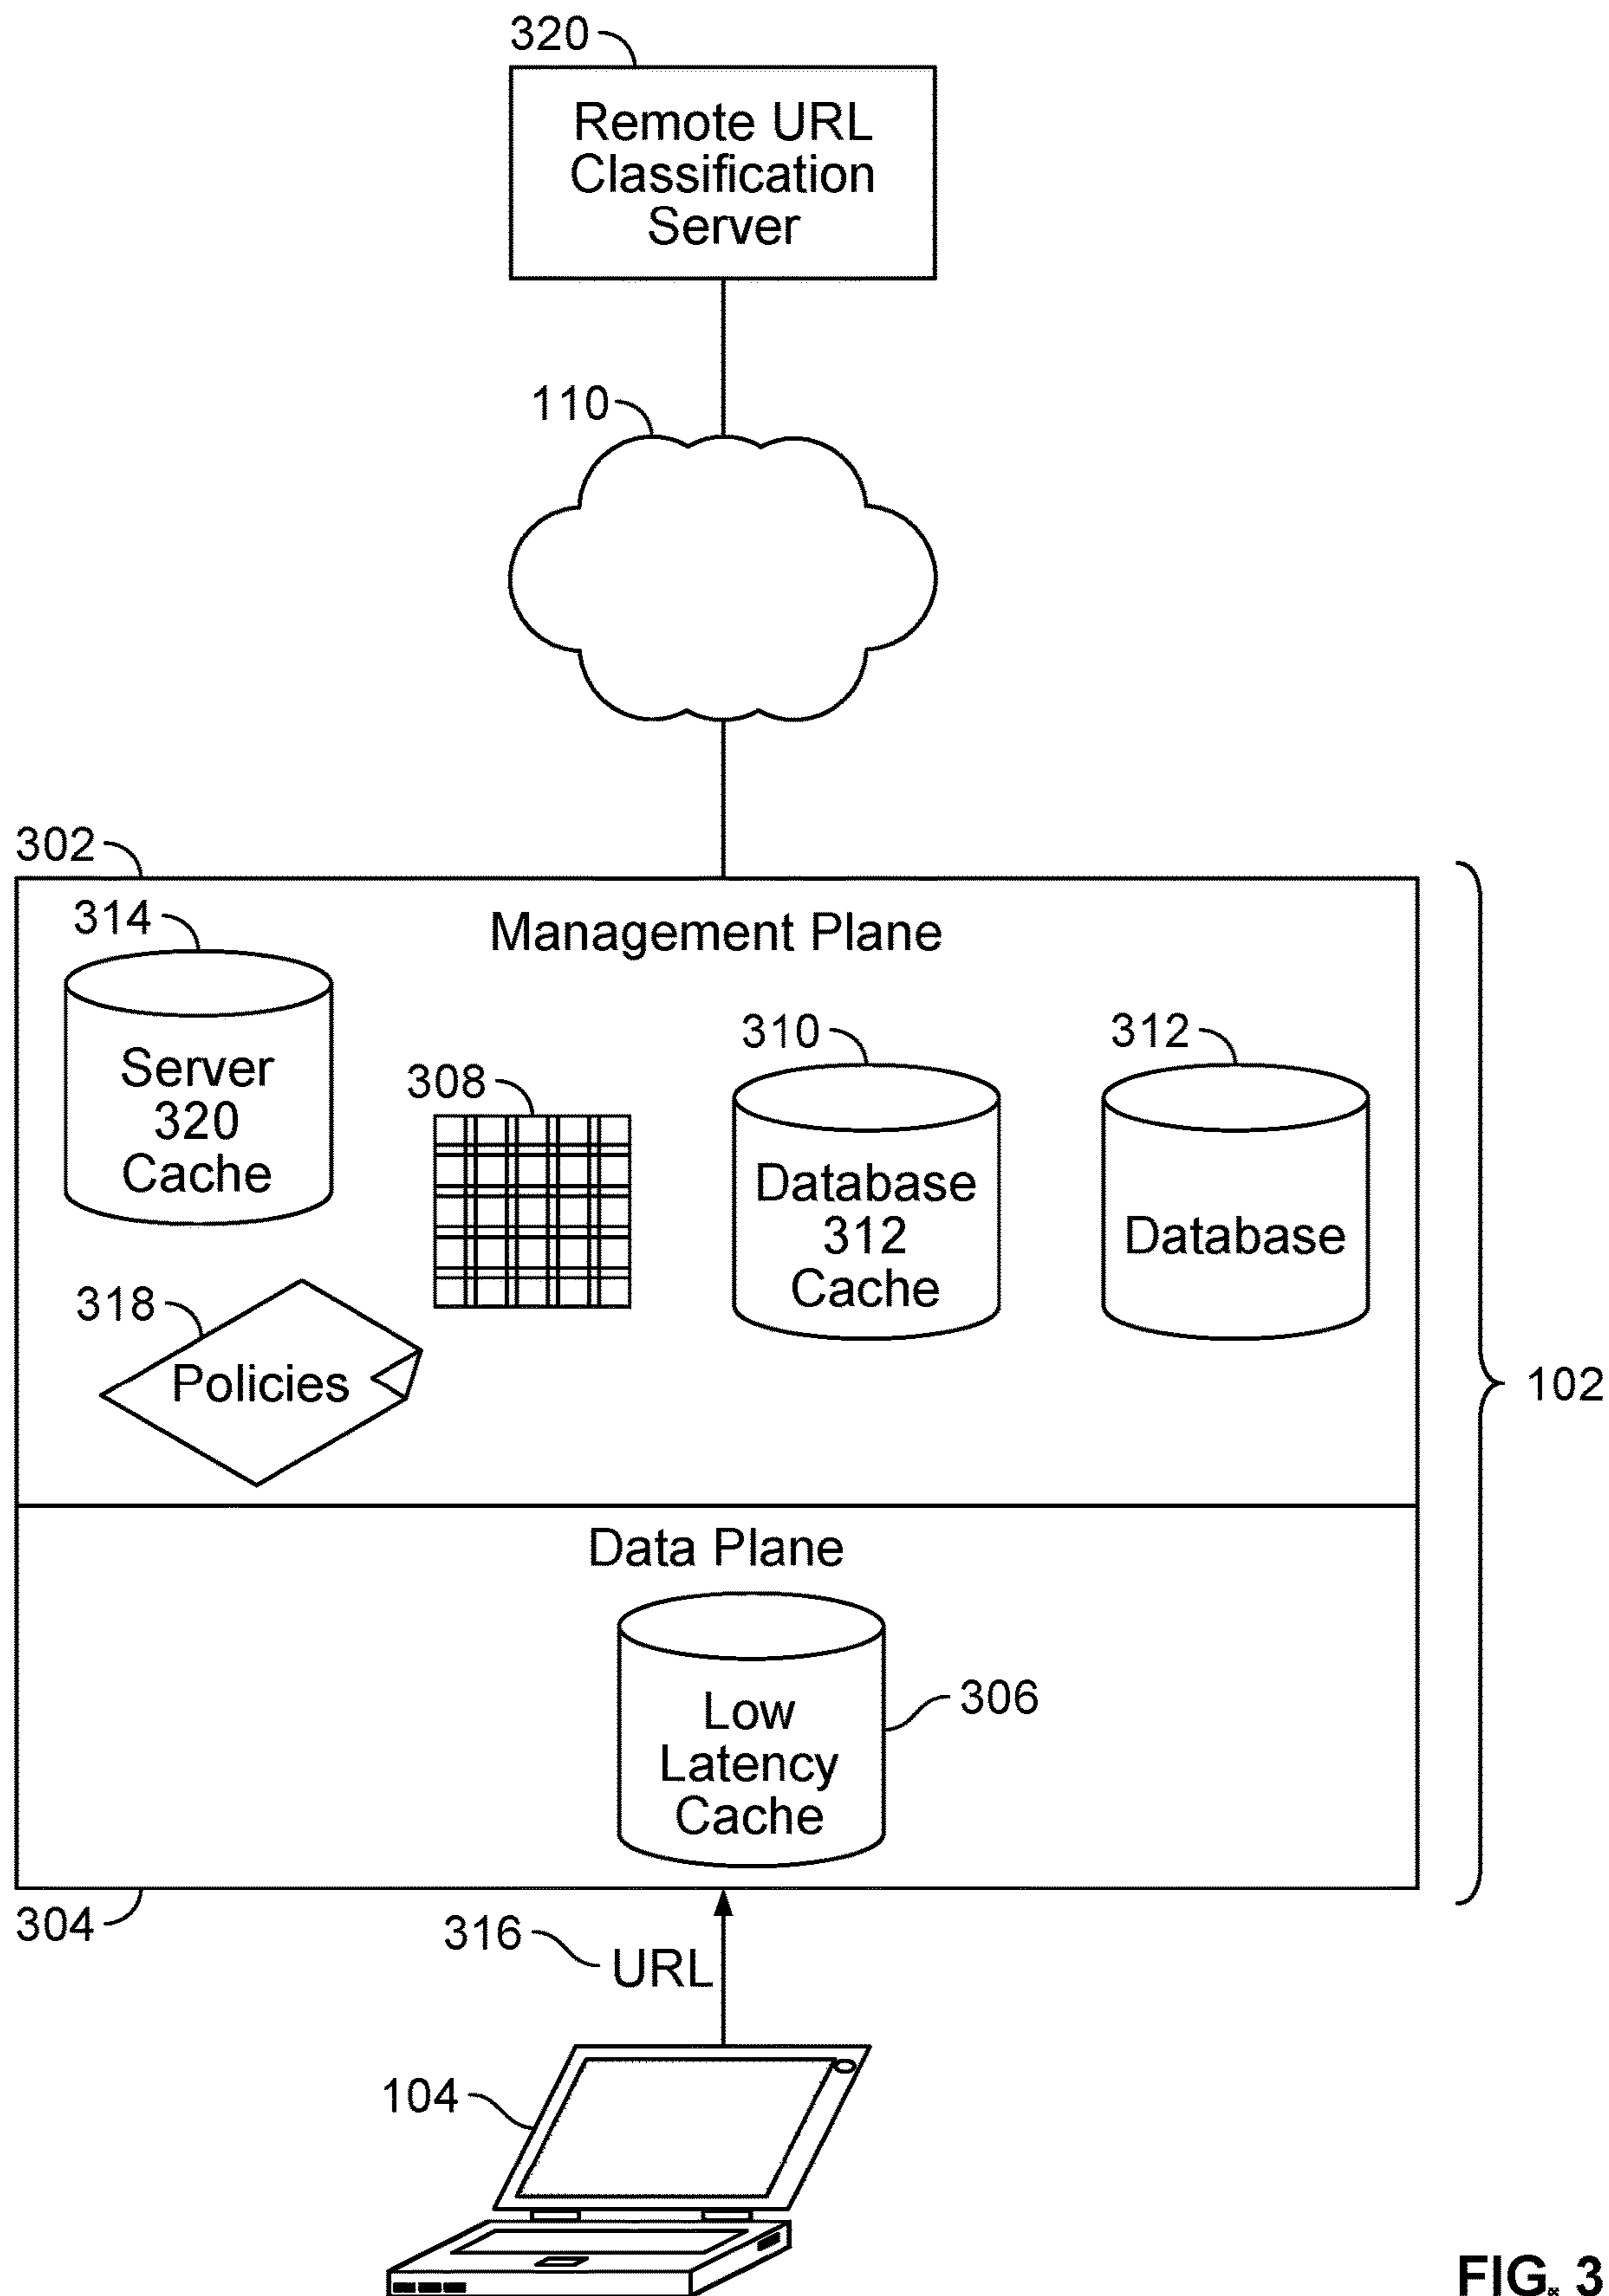 320
Remote URL
Classification
Server
110
302
314
Management Plane
310
312
Server
320
Cache
308
Database
312
Cache
Database
318
Policies
102
Data Plane
306
Low
Latency
Cache
304
316
URL
104
FIG. 3